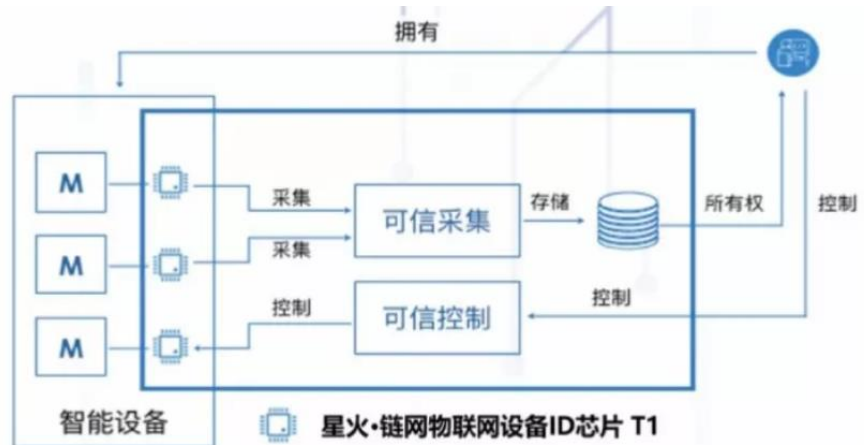 拥有
M
采集
可信采集
存储
所有权
控制
M
采集
控制
可信控制
控制
M
智能设备
星火·链网物联网设备ID芯片 T1